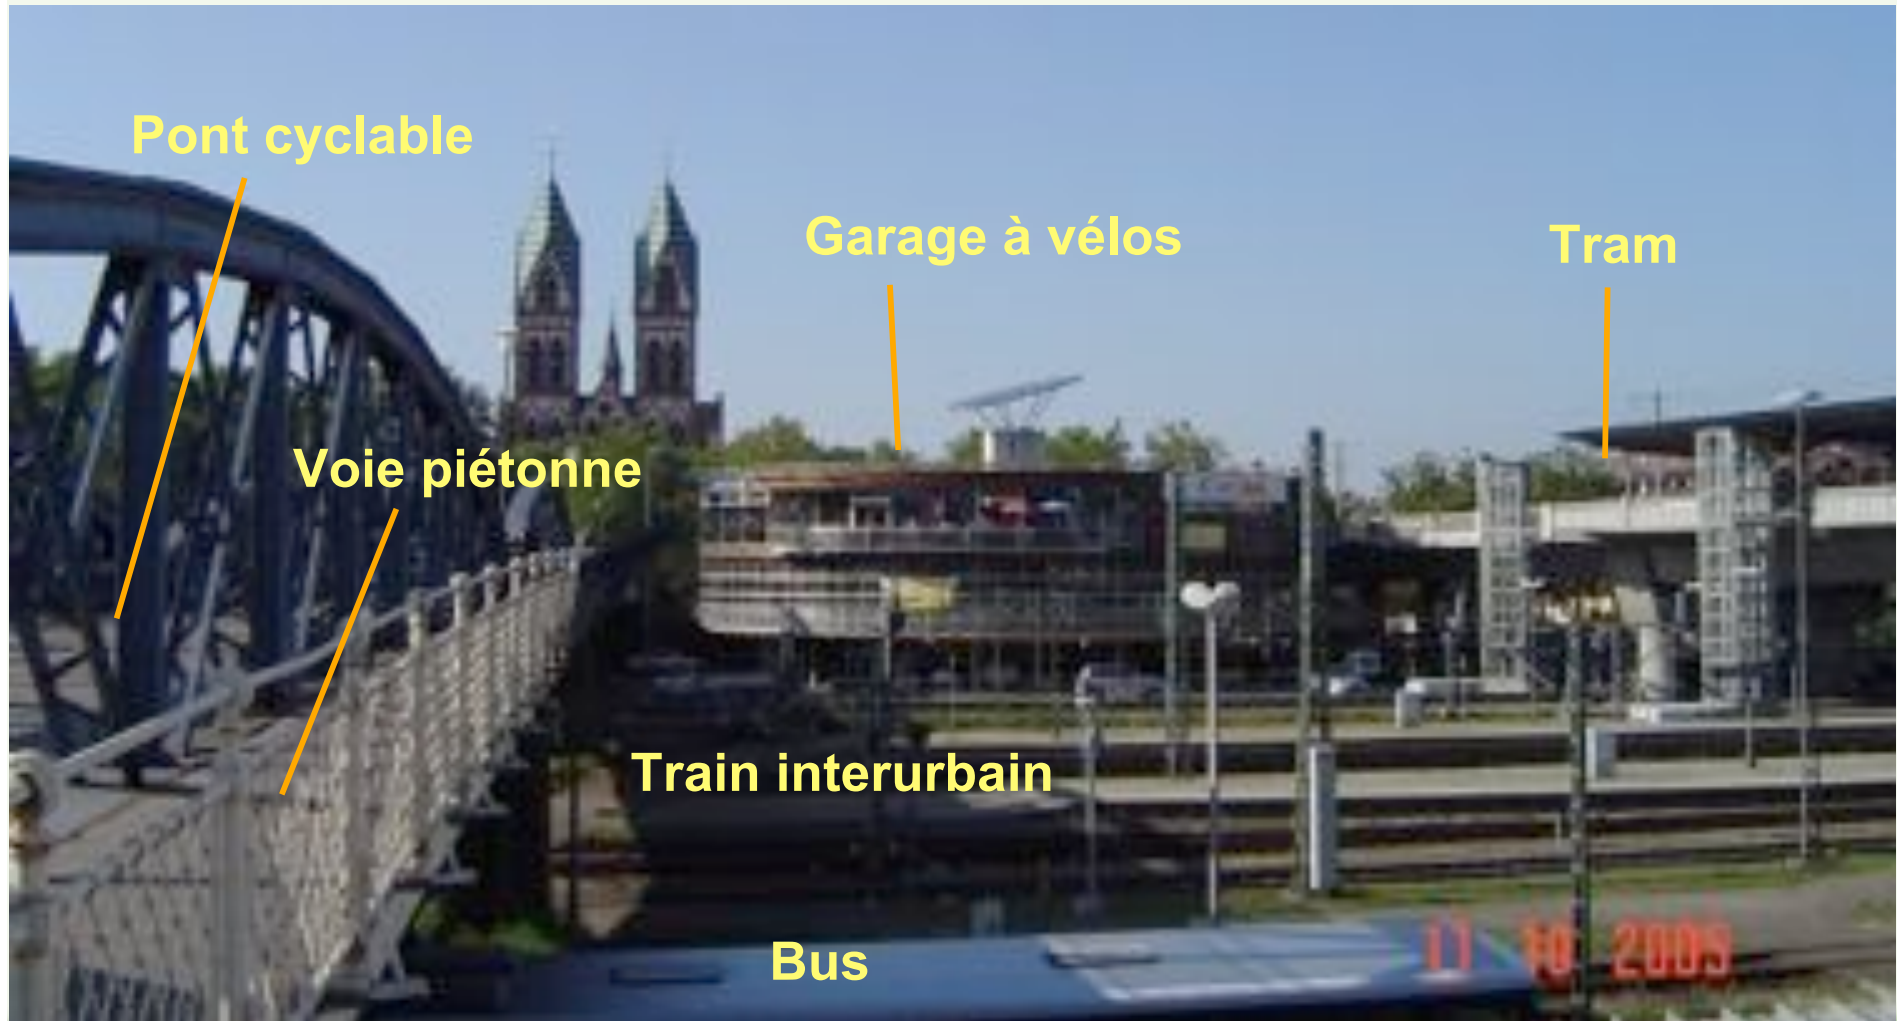 Pont cyclable
Garage à vélos
Tram
Voie piétonne
Train interurbain
Bus
11 10 2005